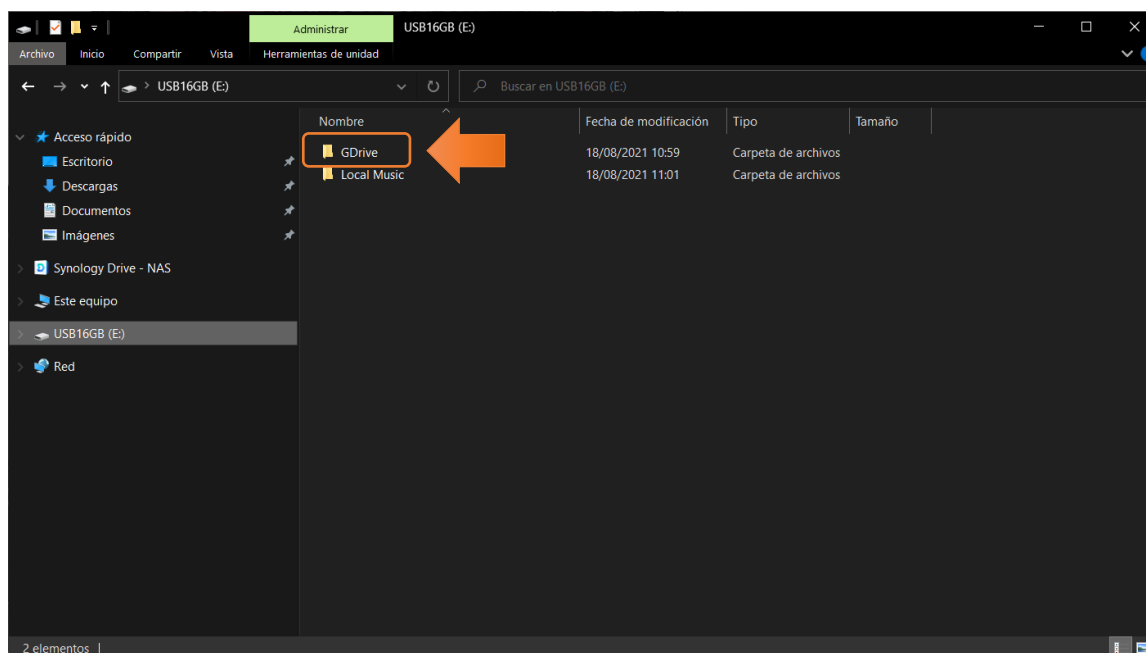 Administrar USB16GB (E:)
Archivo Inicio Compartir Vista Herramientas de unidad
USB16GB (E:) Buscar en USB16GB (E:)
Nombre Fecha de modificación Tipo Tamaño
Acceso rápido
GDrive 18/08/2021 10:59 Carpeta de archivos
Escritorio
Local Music 18/08/2021 11:01 Carpeta de archivos
Descargas
Documentos
Imágenes
Synology Drive - NAS
Este equipo
USB16GB (E:)
Red
2 elementos